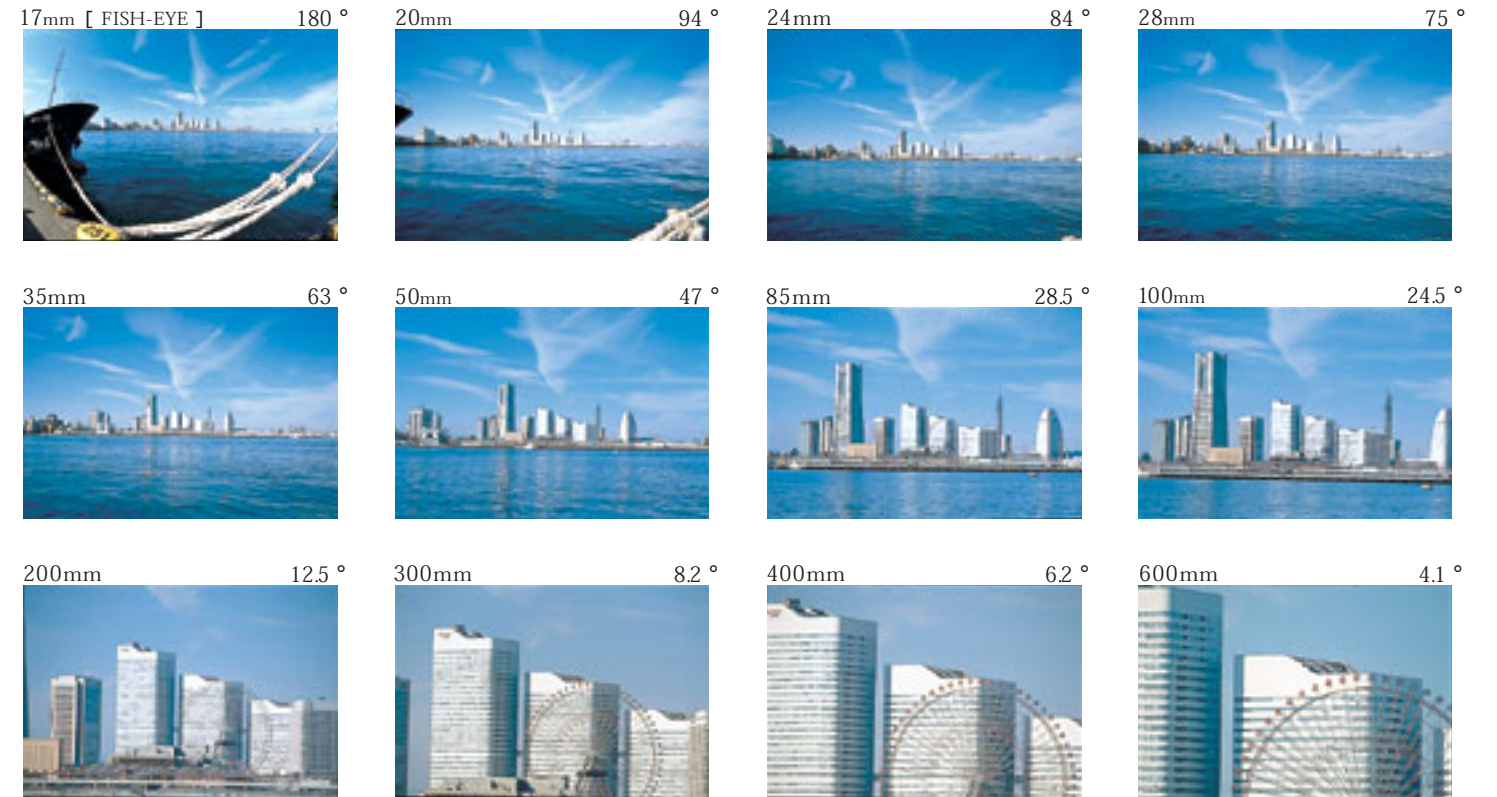 17mm [ FISH-EYE ] 180 °
20mm 94 °
24mm 84 °
28mm 75 °
35mm 63 °
50mm 47 °
85mm 28.5 °
100mm 24.5 °
200mm 12.5 °
300mm 8.2 °
400mm 6.2 °
600mm 4.1 °